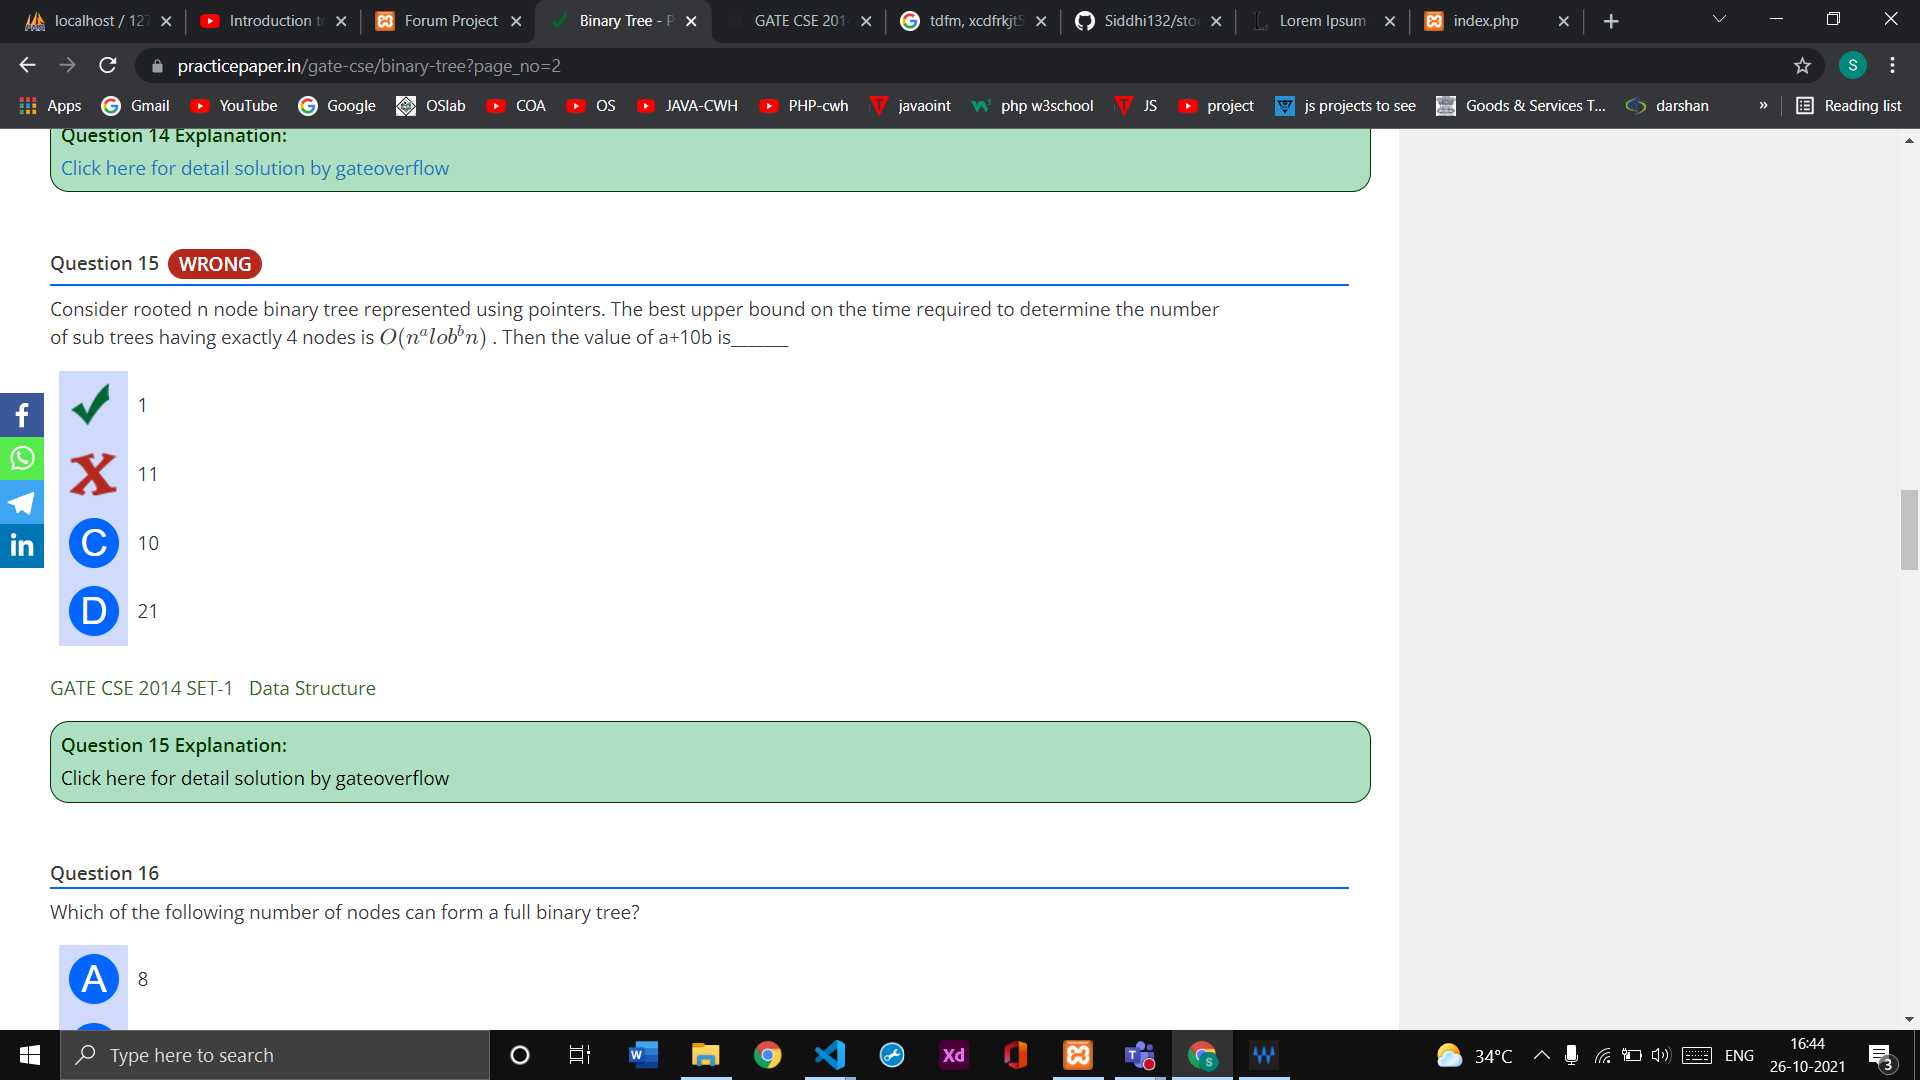 localhost / 127
Introduction to
Forum Project
Binary Tree - P
GATE CSE 201
tdfm, xcdfrkjt5
Siddhi132/sto
Lorem Ipsum
index.php
practicepaper.in/gate-cse/binary-tree?page_no=2
S
Apps
Gmail
YouTube
Google
OSlab
COA
OS
JAVA-CWH
PHP-cwh
javaoint
php w3school
JS
project
js projects to see
Goods & Services T...
darshan
»
Reading list
Question 14 Explanation:
Click here for detail solution by gateoverflow
Question 15 WRONG
Consider rooted n node binary tree represented using pointers. The best upper bound on the time required to determine the number
of sub trees having exactly 4 nodes is O(nᵃlobᵇn) . Then the value of a+10b is_______
1
11
C 10
D 21
GATE CSE 2014 SET-1 Data Structure
Question 15 Explanation:
Click here for detail solution by gateoverflow
Question 16
Which of the following number of nodes can form a full binary tree?
A 8
Type here to search
34°C
ENG
16:44
26-10-2021
3